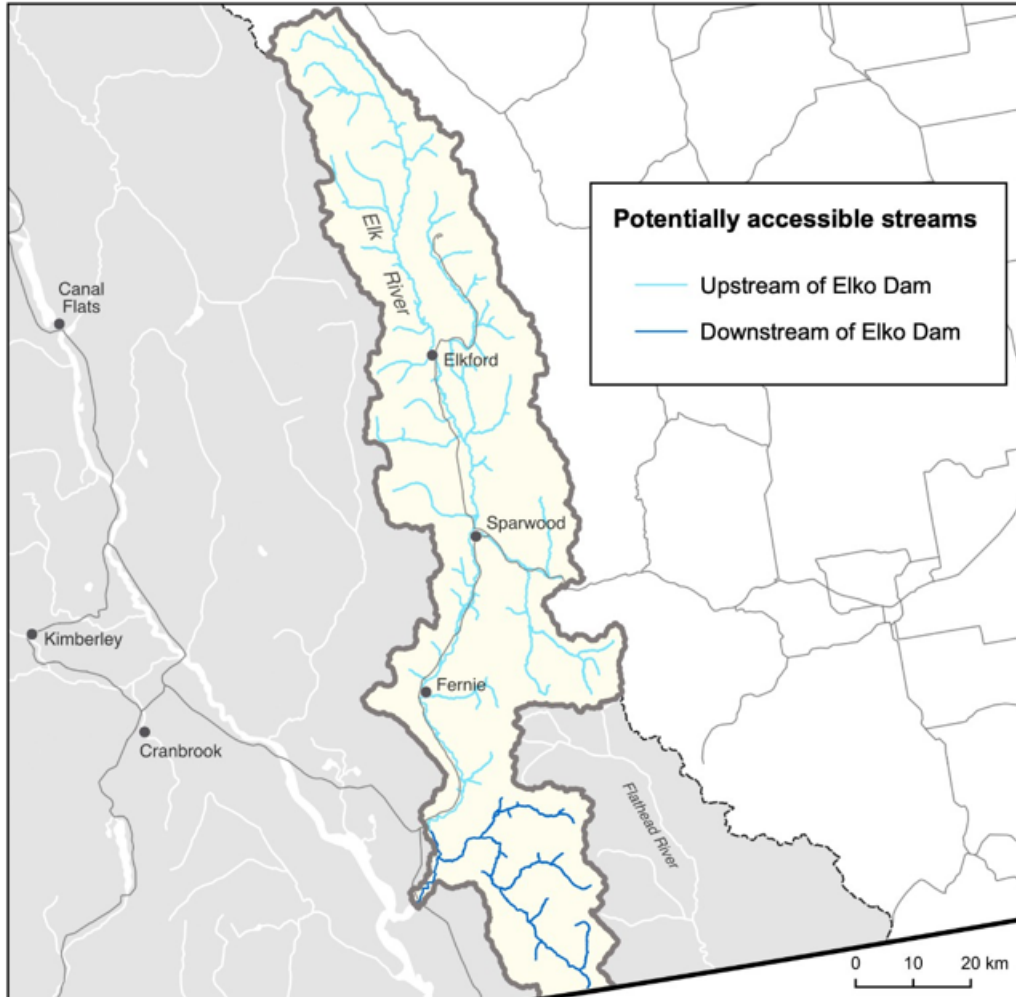 Potentially accessible streams
Upstream of Elko Dam
Downstream of Elko Dam
Elk
River
Canal
Flats
Elkford
Sparwood
Kimberley
Fernie
Cranbrook
Flathead River
0 10 20 km